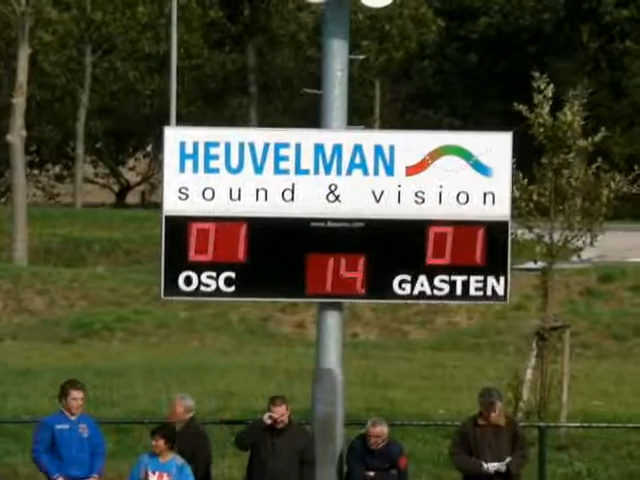 HEUVELMAN
sound & vision
01 01
14
OSC GASTEN